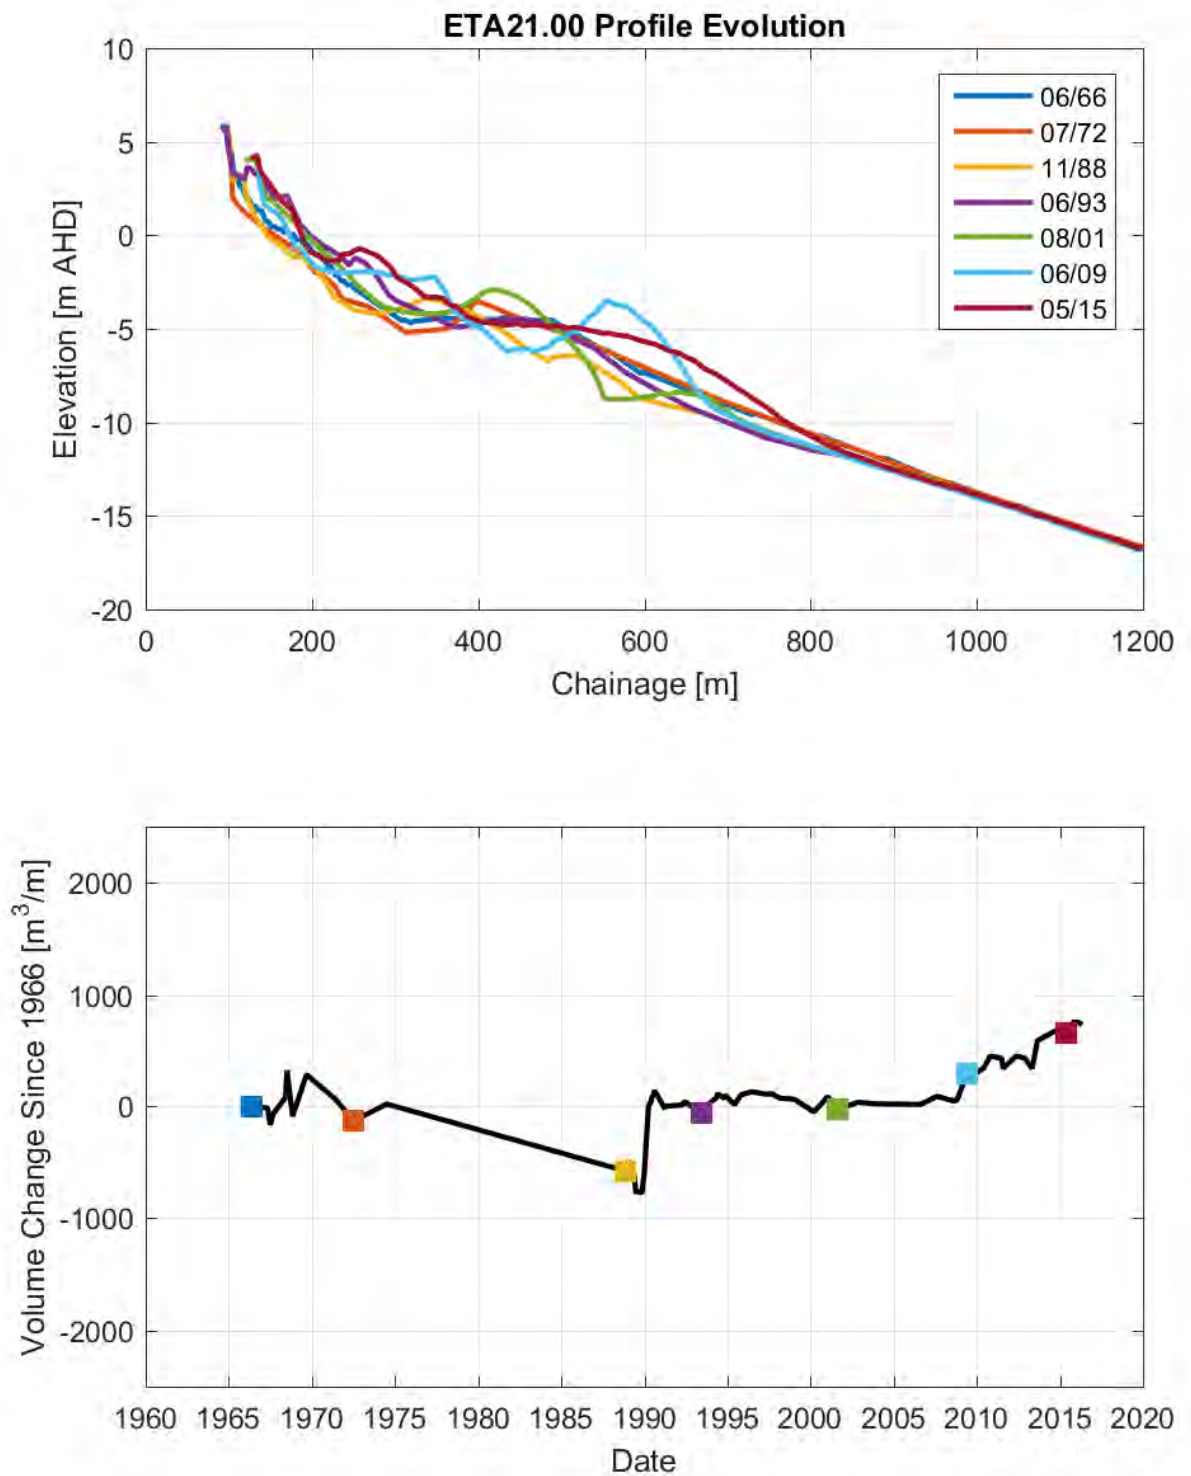 ETA21.00 Profile Evolution
10
5
0
-5
-10
-15
-20
Elevation [m AHD]
06/66
07/72
11/88
06/93
08/01
06/09
05/15
0 200 400 600 800 1000 1200
Chainage [m]
2000
1000
0
-1000
-2000
Volume Change Since 1966 [m³/m]
1960 1965 1970 1975 1980 1985 1990 1995 2000 2005 2010 2015 2020
Date